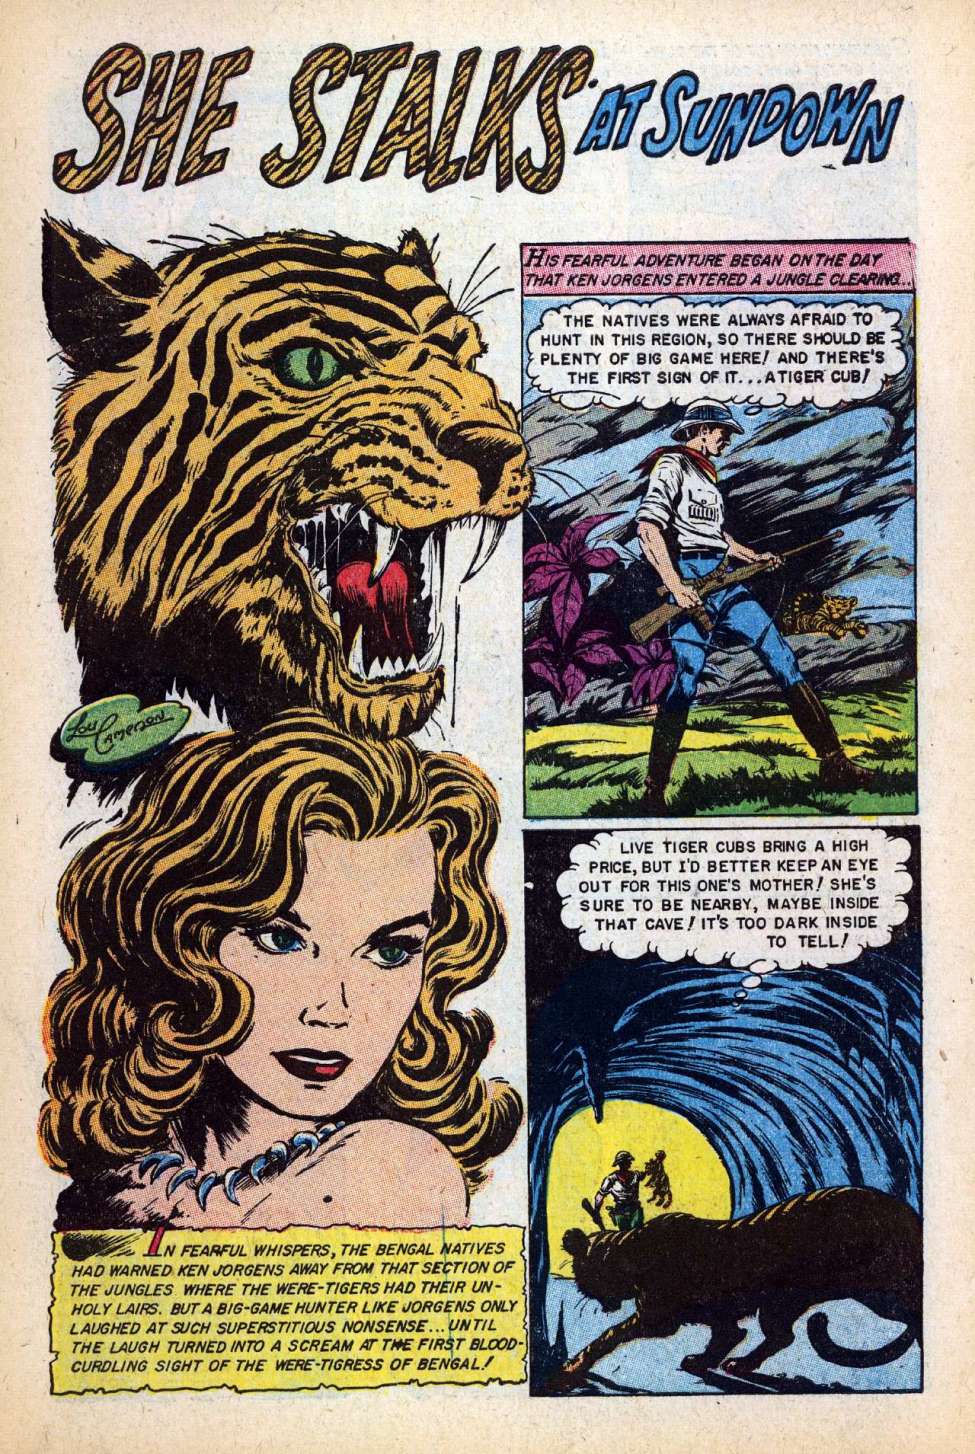 SHE STALKS AT SUNDOWN
Lou Cameron
IN FEARFUL WHISPERS, THE BENGAL NATIVES
HAD WARNED KEN JORGENS AWAY FROM THAT SECTION OF
THE JUNGLES WHERE THE WERE-TIGERS HAD THEIR UN-
HOLY LAIRS. BUT A BIG-GAME HUNTER LIKE JORGENS ONLY
LAUGHED AT SUCH SUPERSTITIOUS NONSENSE... UNTIL
THE LAUGH TURNED INTO A SCREAM AT THE FIRST BLOOD-
CURDLING SIGHT OF THE WERE-TIGRESS OF BENGAL!
HIS FEARFUL ADVENTURE BEGAN ON THE DAY
THAT KEN JORGENS ENTERED A JUNGLE CLEARING...
THE NATIVES WERE ALWAYS AFRAID TO
HUNT IN THIS REGION, SO THERE SHOULD BE
PLENTY OF BIG GAME HERE! AND THERE'S
THE FIRST SIGN OF IT... A TIGER CUB!
LIVE TIGER CUBS BRING A HIGH
PRICE, BUT I'D BETTER KEEP AN EYE
OUT FOR THIS ONE'S MOTHER! SHE'S
SURE TO BE NEARBY, MAYBE INSIDE
THAT CAVE! IT'S TOO DARK INSIDE
TO TELL!